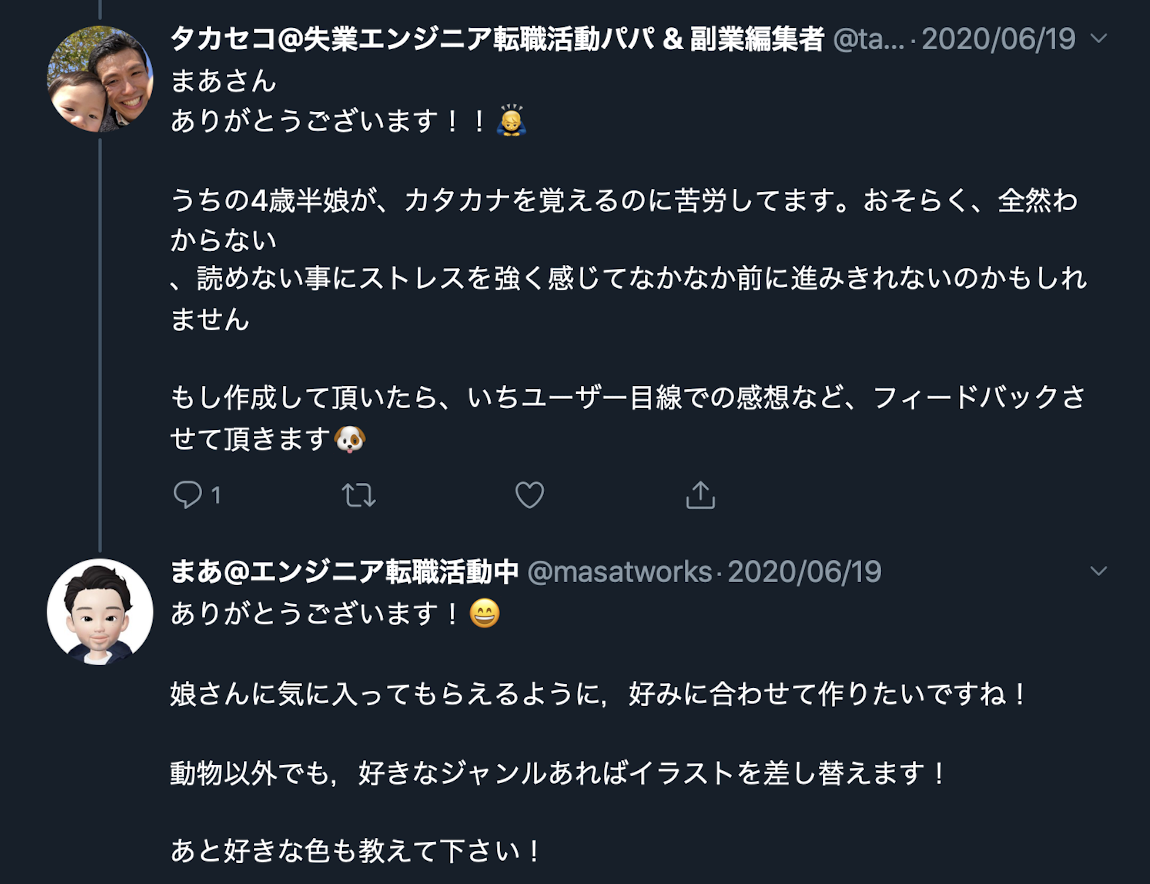 タカセコ@失業エンジニア転職活動パパ & 副業編集者 @ta... · 2020/06/19
まあさん
ありがとうございます！！🙇
うちの4歳半娘が、カタカナを覚えるのに苦労してます。おそらく、全然わ
からない
、読めない事にストレスを強く感じてなかなか前に進みきれないのかもしれ
ません
もし作成して頂いたら、いちユーザー目線での感想など、フィードバックさ
せて頂きます🐶
1
まあ@エンジニア転職活動中 @masatworks · 2020/06/19
ありがとうございます！😄
娘さんに気に入ってもらえるように，好みに合わせて作りたいですね！
動物以外でも，好きなジャンルあればイラストを差し替えます！
あと好きな色も教えて下さい！